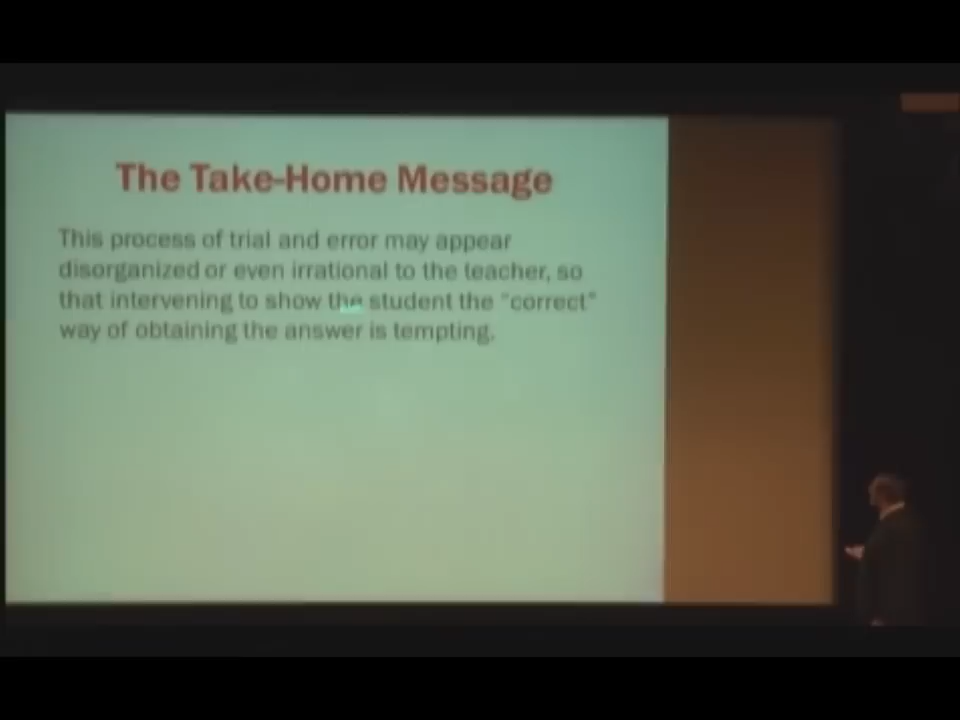 The Take-Home Message
This process of trial and error may appear
disorganized or even irrational to the teacher, so
that intervening to show the student the "correct"
way of obtaining the answer is tempting.